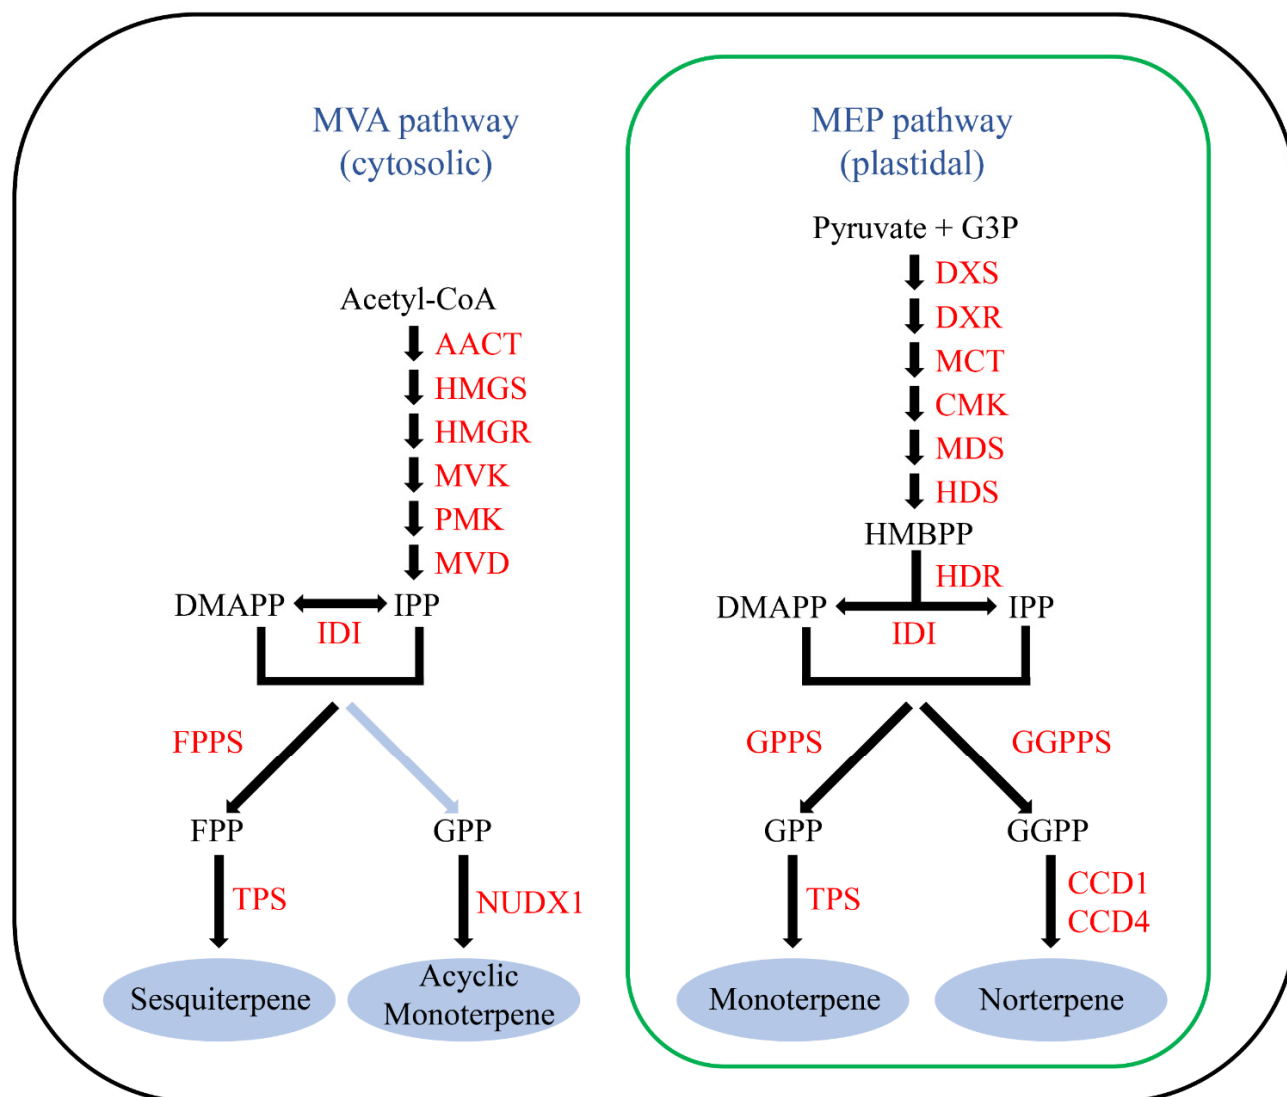 MVA pathway
(cytosolic)
Acetyl-CoA
AACT
HMGS
HMGR
MVK
PMK
MVD
DMAPP
IPP
IDI
FPPS
FPP
GPP
TPS
NUDX1
Sesquiterpene
Acyclic
Monoterpene
MEP pathway
(plastidal)
Pyruvate + G3P
DXS
DXR
MCT
CMK
MDS
HDS
HMBPP
HDR
DMAPP
IPP
IDI
GPPS
GGPPS
GPP
GGPP
TPS
CCD1
CCD4
Monoterpene
Norterpene